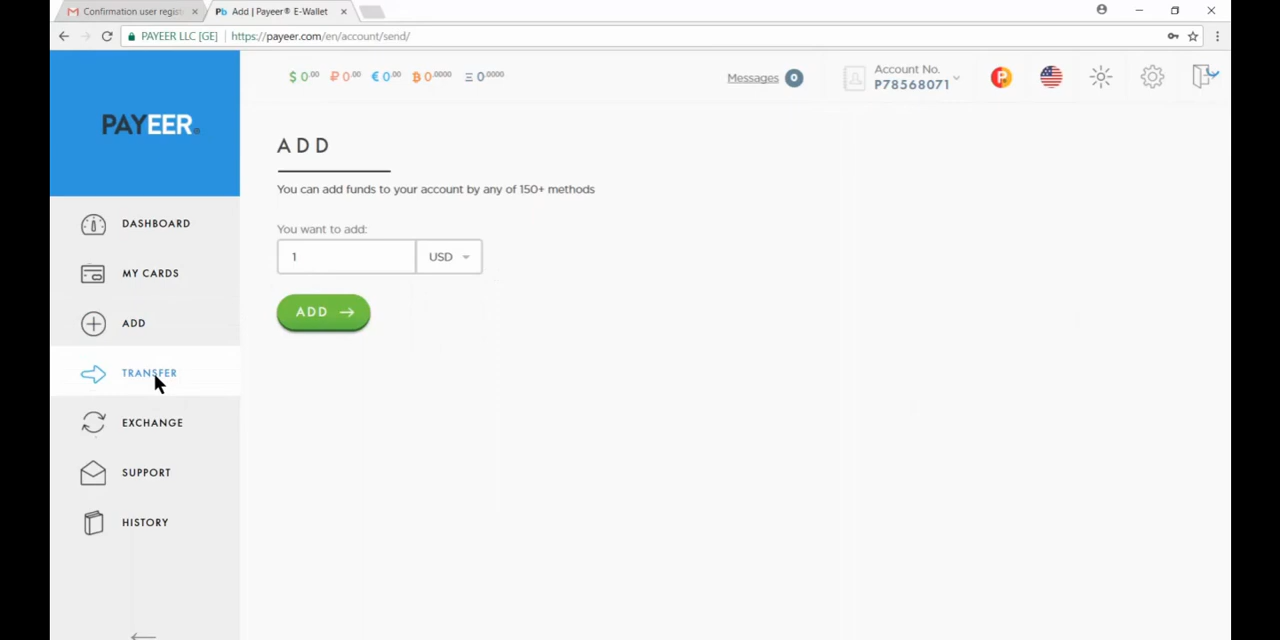 Confirmation user regist
Pb Add | Payeer® E-Wallet
PAYEER LLC [GE] https://payeer.com/en/account/send/
PAYEER®
$ 0.00 ₽ 0.00 € 0.00 ₿ 0.0000 Ξ 0.0000
Messages 0
Account No.
P78568071
ADD
You can add funds to your account by any of 150+ methods
You want to add:
1 USD
ADD
DASHBOARD
MY CARDS
ADD
TRANSFER
EXCHANGE
SUPPORT
HISTORY